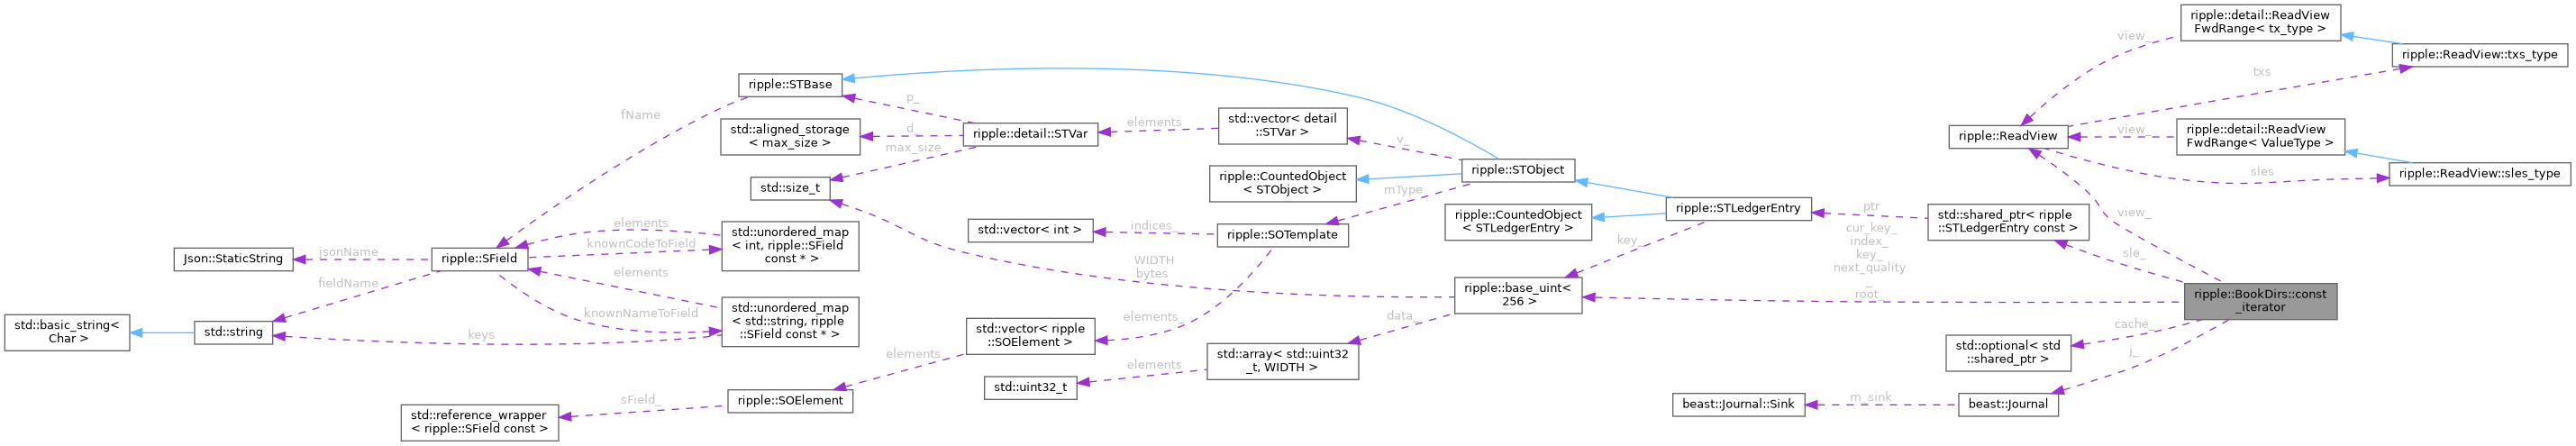 ripple::detail::ReadView
FwdRange< tx_type >
view_
ripple::ReadView::txs_type
txs
ripple::STBase
p_
fName
std::aligned_storage
< max_size >
d_
ripple::detail::STVar
max_size
elements
std::vector< detail
::STVar >
v_
ripple::ReadView
view_
ripple::detail::ReadView
FwdRange< ValueType >
ripple::STObject
sles
ripple::ReadView::sles_type
std::size_t
ripple::CountedObject
< STObject >
mType
ripple::STLedgerEntry
ptr
std::shared_ptr< ripple
::STLedgerEntry const >
view_
ripple::CountedObject
< STLedgerEntry >
std::vector< int >
indices_
ripple::SOTemplate
elements
knownCodeToField
std::unordered_map
< int, ripple::SField
const * >
key_
cur_key_
index_
key_
next_quality
_
root_
sle_
Json::StaticString
jsonName
ripple::SField
WIDTH
bytes
elements
fieldName
ripple::base_uint<
256 >
ripple::BookDirs::const
_iterator
knownNameToField
std::unordered_map
< std::string, ripple
::SField const * >
std::basic_string<
Char >
std::string
keys
elements_
data_
cache_
std::vector< ripple
::SOElement >
elements
std::array< std::uint32
_t, WIDTH >
elements
std::optional< std
::shared_ptr >
j_
std::uint32_t
ripple::SOElement
sField_
std::reference_wrapper
< ripple::SField const >
beast::Journal::Sink
m_sink
beast::Journal